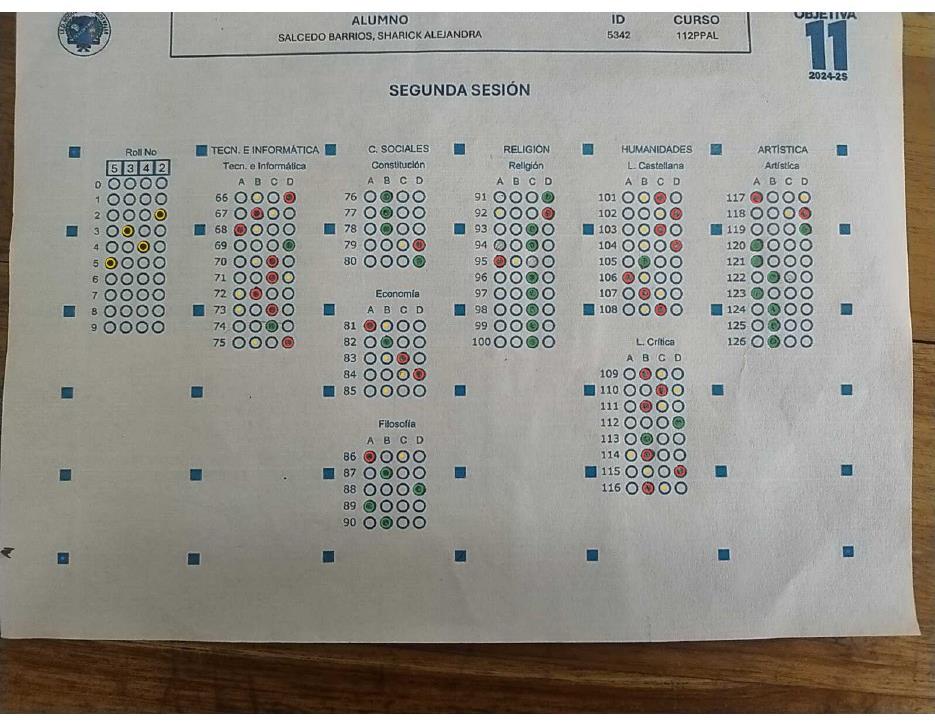 ALUMNO ID CURSO
SALCEDO BARRIOS, SHARICK ALEJANDRA 5342 112PPAL
OBJETIVA
11
2024-25
SEGUNDA SESIÓN
Roll No
5 3 4 2
0
1
2
3
4
5
6
7
8
9
TECN. E INFORMÁTICA
Tecn. e Informática
A B C D
66
67
68
69
70
71
72
73
74
75
C. SOCIALES
Constitución
A B C D
76
77
78
79
80
Economía
A B C D
81
82
83
84
85
Filosofía
A B C D
86
87
88
89
90
RELIGIÓN
Religión
A B C D
91
92
93
94
95
96
97
98
99
100
HUMANIDADES
L. Castellana
A B C D
101
102
103
104
105
106
107
108
L. Crítica
A B C D
109
110
111
112
113
114
115
116
ARTÍSTICA
Artística
A B C D
117
118
119
120
121
122
123
124
125
126